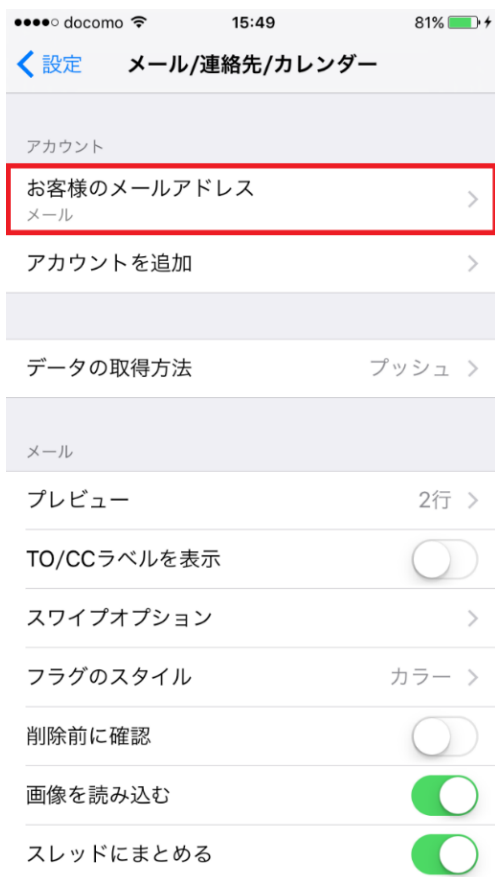 docomo 15:49 81%
設定 メール/連絡先/カレンダー
アカウント
お客様のメールアドレス
メール
アカウントを追加
データの取得方法 プッシュ
メール
プレビュー 2行
TO/CCラベルを表示
スワイプオプション
フラグのスタイル カラー
削除前に確認
画像を読み込む
スレッドにまとめる